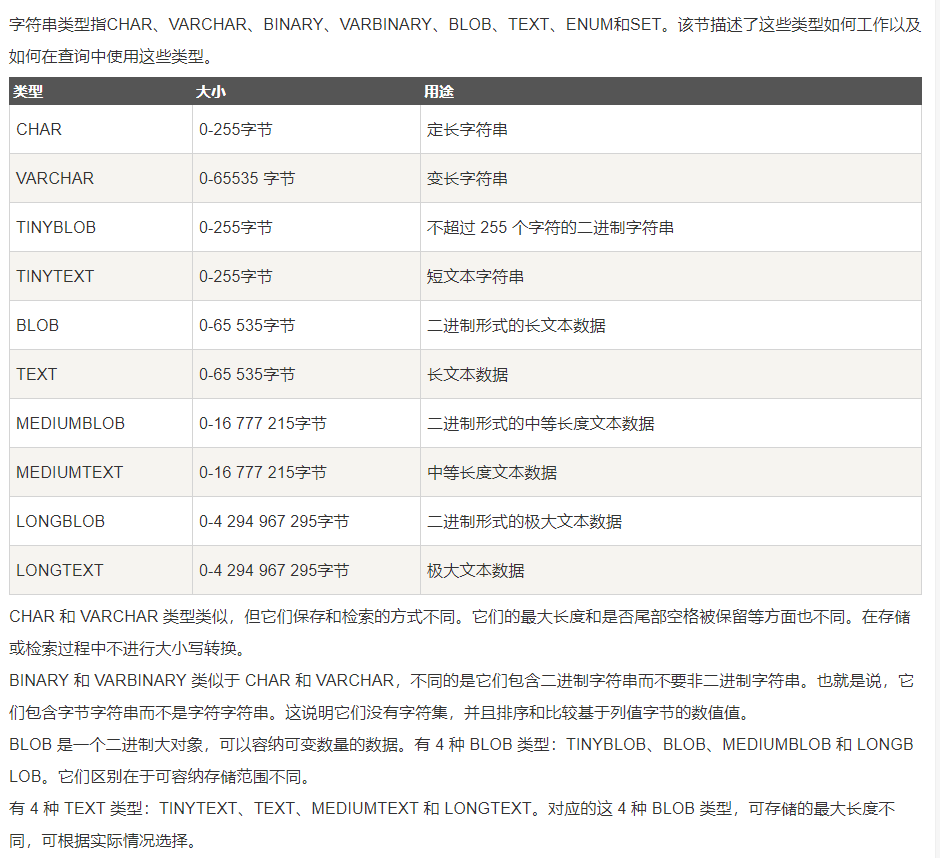 字符串类型指CHAR、VARCHAR、BINARY、VARBINARY、BLOB、TEXT、ENUM和SET。该节描述了这些类型如何工作以及
如何在查询中使用这些类型。
类型 大小 用途
CHAR 0-255字节 定长字符串
VARCHAR 0-65535 字节 变长字符串
TINYBLOB 0-255字节 不超过 255 个字符的二进制字符串
TINYTEXT 0-255字节 短文本字符串
BLOB 0-65 535字节 二进制形式的长文本数据
TEXT 0-65 535字节 长文本数据
MEDIUMBLOB 0-16 777 215字节 二进制形式的中等长度文本数据
MEDIUMTEXT 0-16 777 215字节 中等长度文本数据
LONGBLOB 0-4 294 967 295字节 二进制形式的极大文本数据
LONGTEXT 0-4 294 967 295字节 极大文本数据
CHAR 和 VARCHAR 类型类似，但它们保存和检索的方式不同。它们的最大长度和是否尾部空格被保留等方面也不同。在存储
或检索过程中不进行大小写转换。
BINARY 和 VARBINARY 类似于 CHAR 和 VARCHAR，不同的是它们包含二进制字符串而不要非二进制字符串。也就是说，它
们包含字节字符串而不是字符字符串。这说明它们没有字符集，并且排序和比较基于列值字节的数值值。
BLOB 是一个二进制大对象，可以容纳可变数量的数据。有 4 种 BLOB 类型：TINYBLOB、BLOB、MEDIUMBLOB 和 LONGB
LOB。它们区别在于可容纳存储范围不同。
有 4 种 TEXT 类型：TINYTEXT、TEXT、MEDIUMTEXT 和 LONGTEXT。对应的这 4 种 BLOB 类型，可存储的最大长度不
同，可根据实际情况选择。